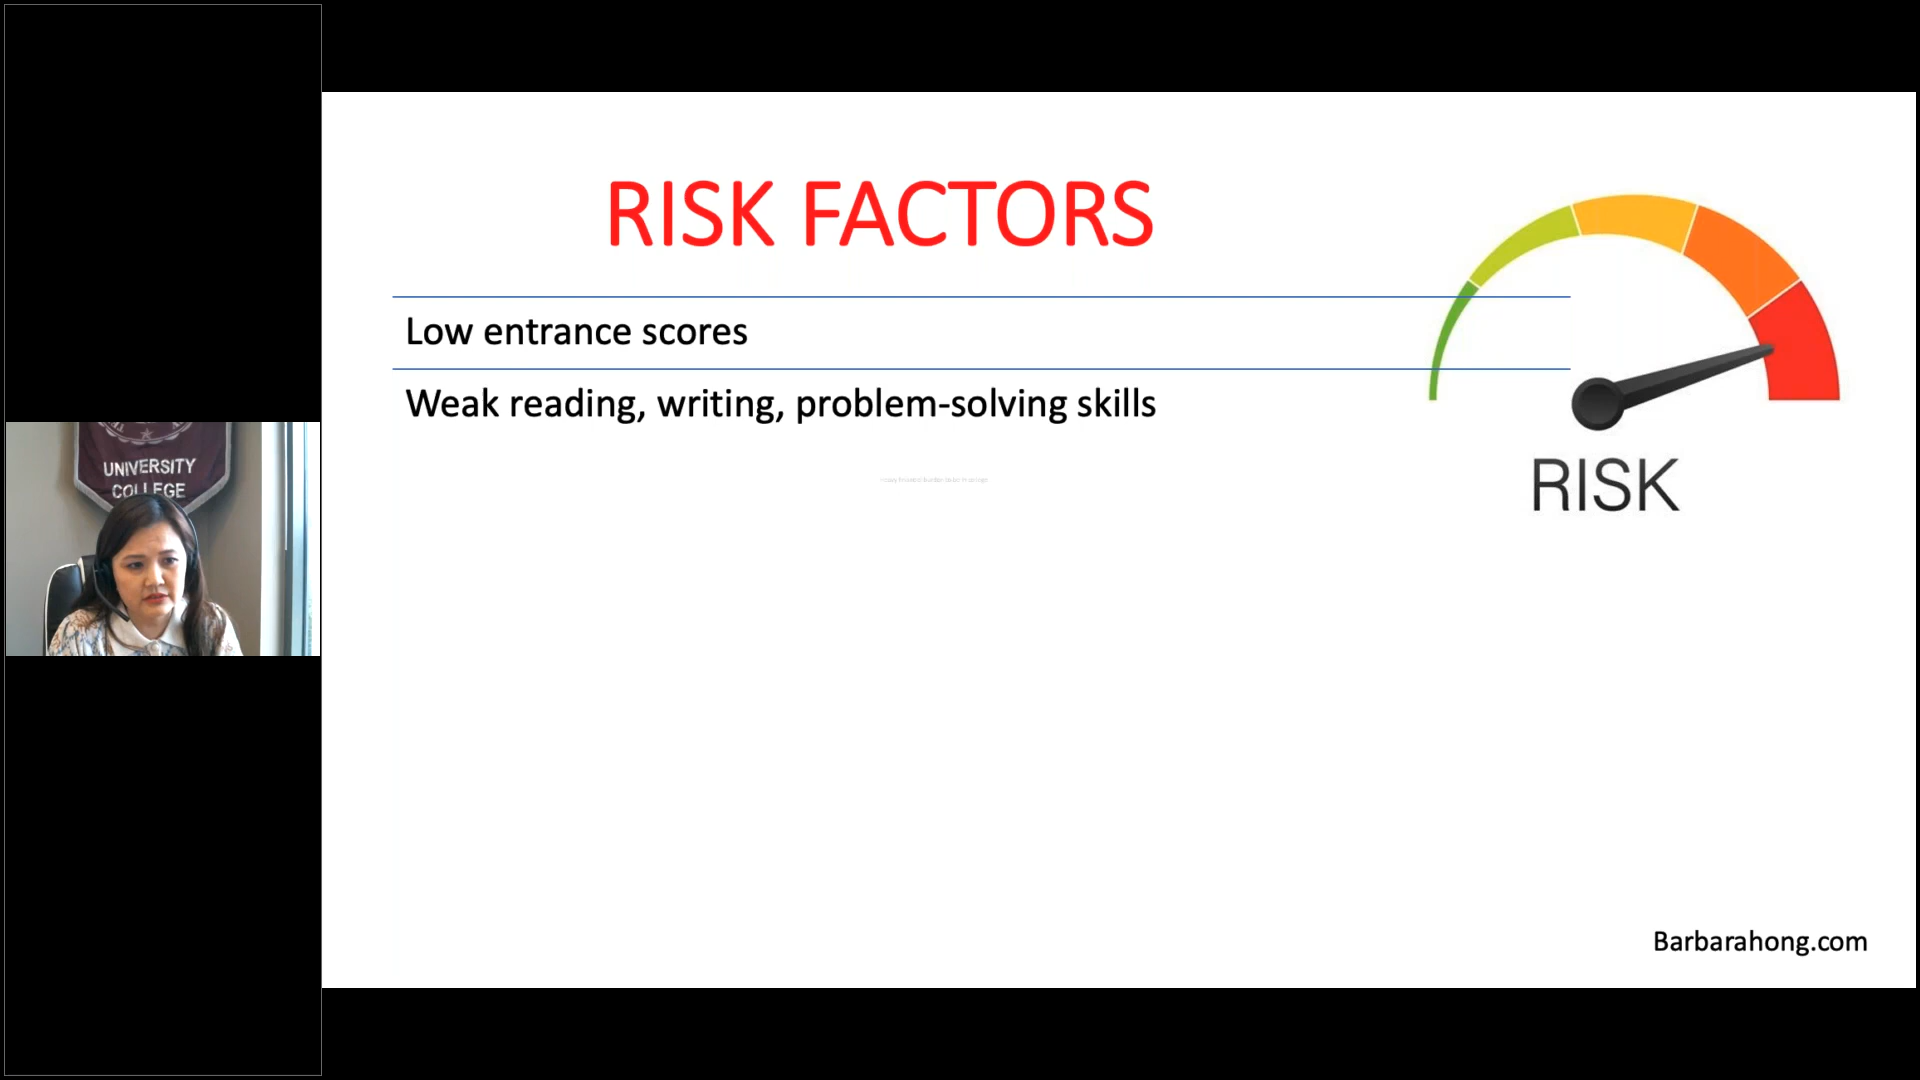 UNIVERSITY
COLLEGE
RISK FACTORS
Low entrance scores
Weak reading, writing, problem-solving skills
RISK
Barbarahong.com